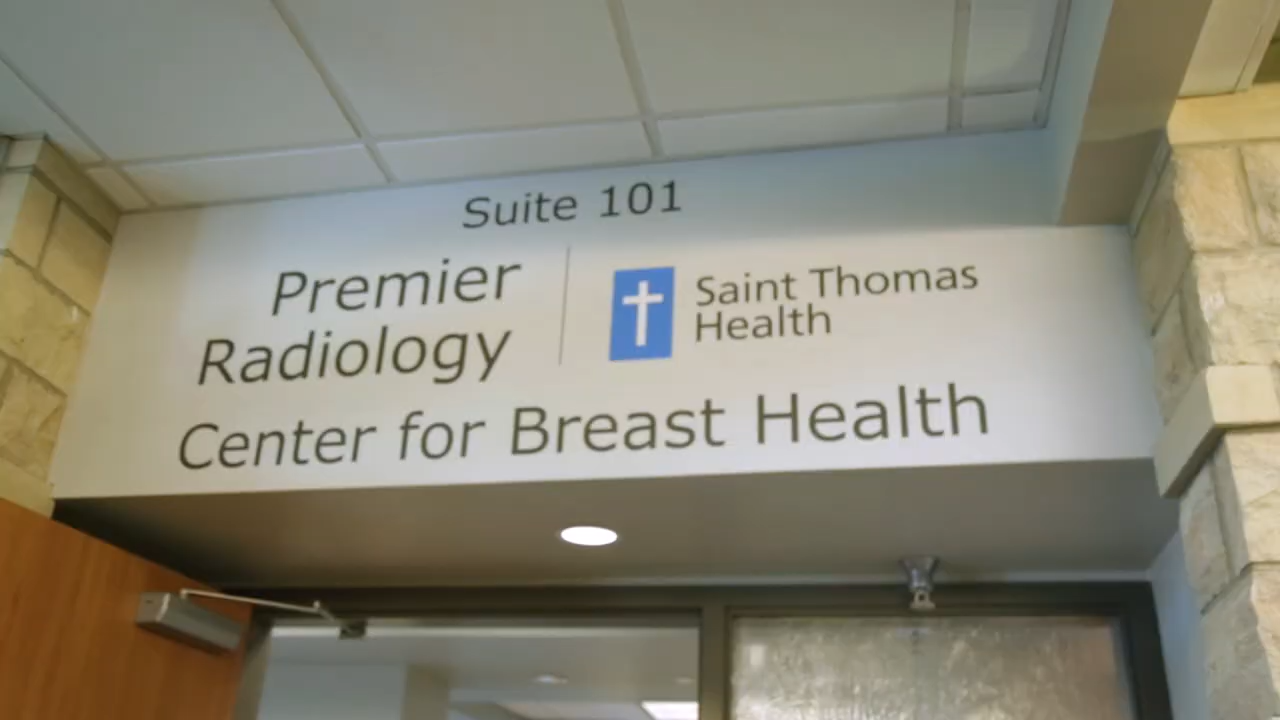 Suite 101
Premier
Radiology
Saint Thomas
Health
Center for Breast Health